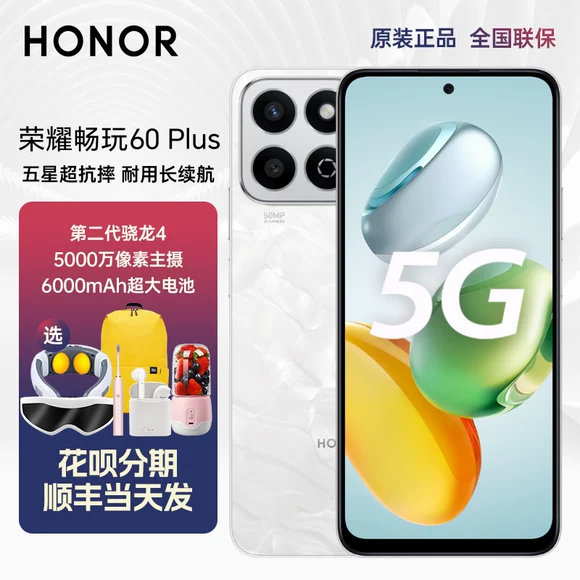 HONOR
原装正品 全国联保
荣耀畅玩60 Plus
五星超抗摔 耐用长续航
第二代骁龙4
5000万像素主摄
6000mAh超大电池
选
花呗分期
顺丰当天发
50MP
5G
HO